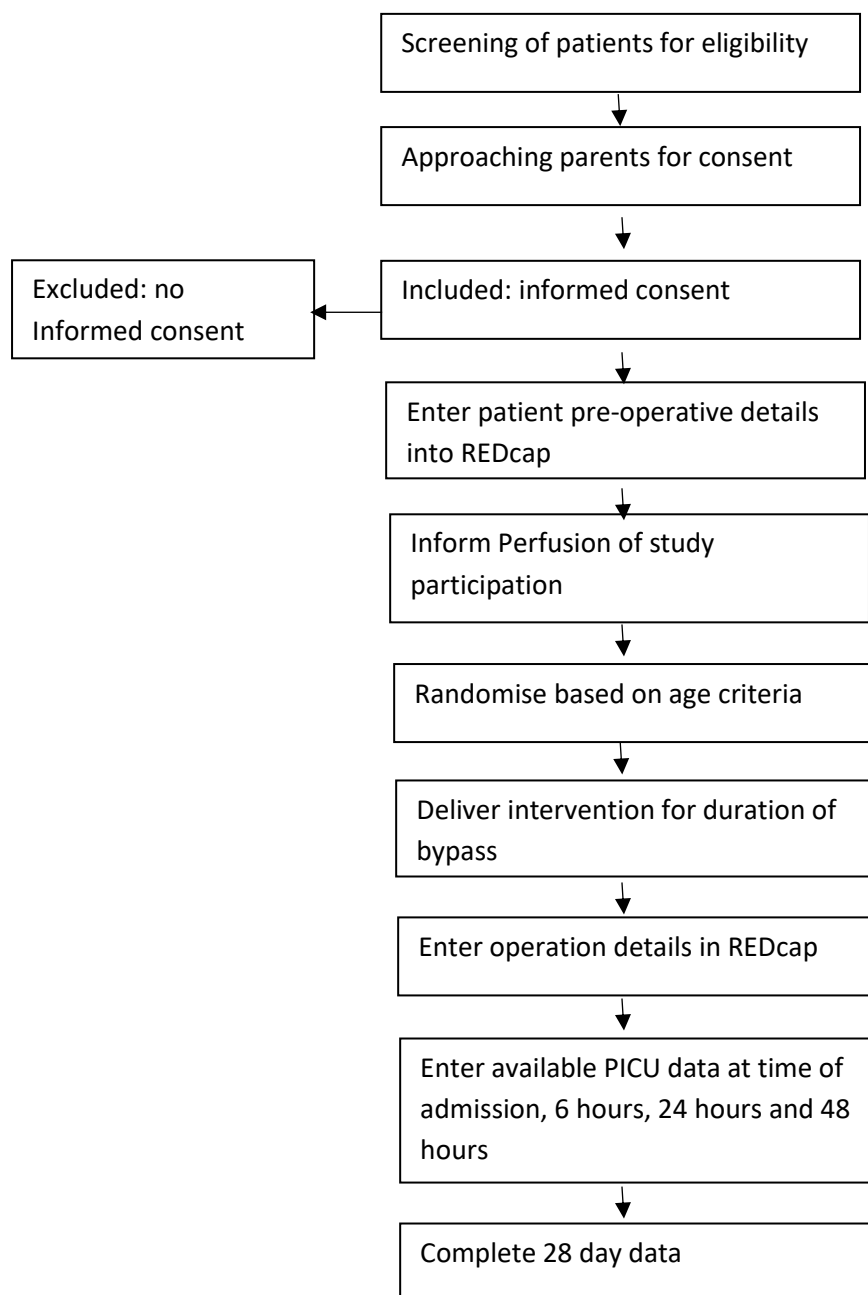 Screening of patients for eligibility
Approaching parents for consent
Excluded: no
Informed consent
Included: informed consent
Enter patient pre-operative details
into REDcap
Inform Perfusion of study
participation
Randomise based on age criteria
Deliver intervention for duration of
bypass
Enter operation details in REDcap
Enter available PICU data at time of
admission, 6 hours, 24 hours and 48
hours
Complete 28 day data